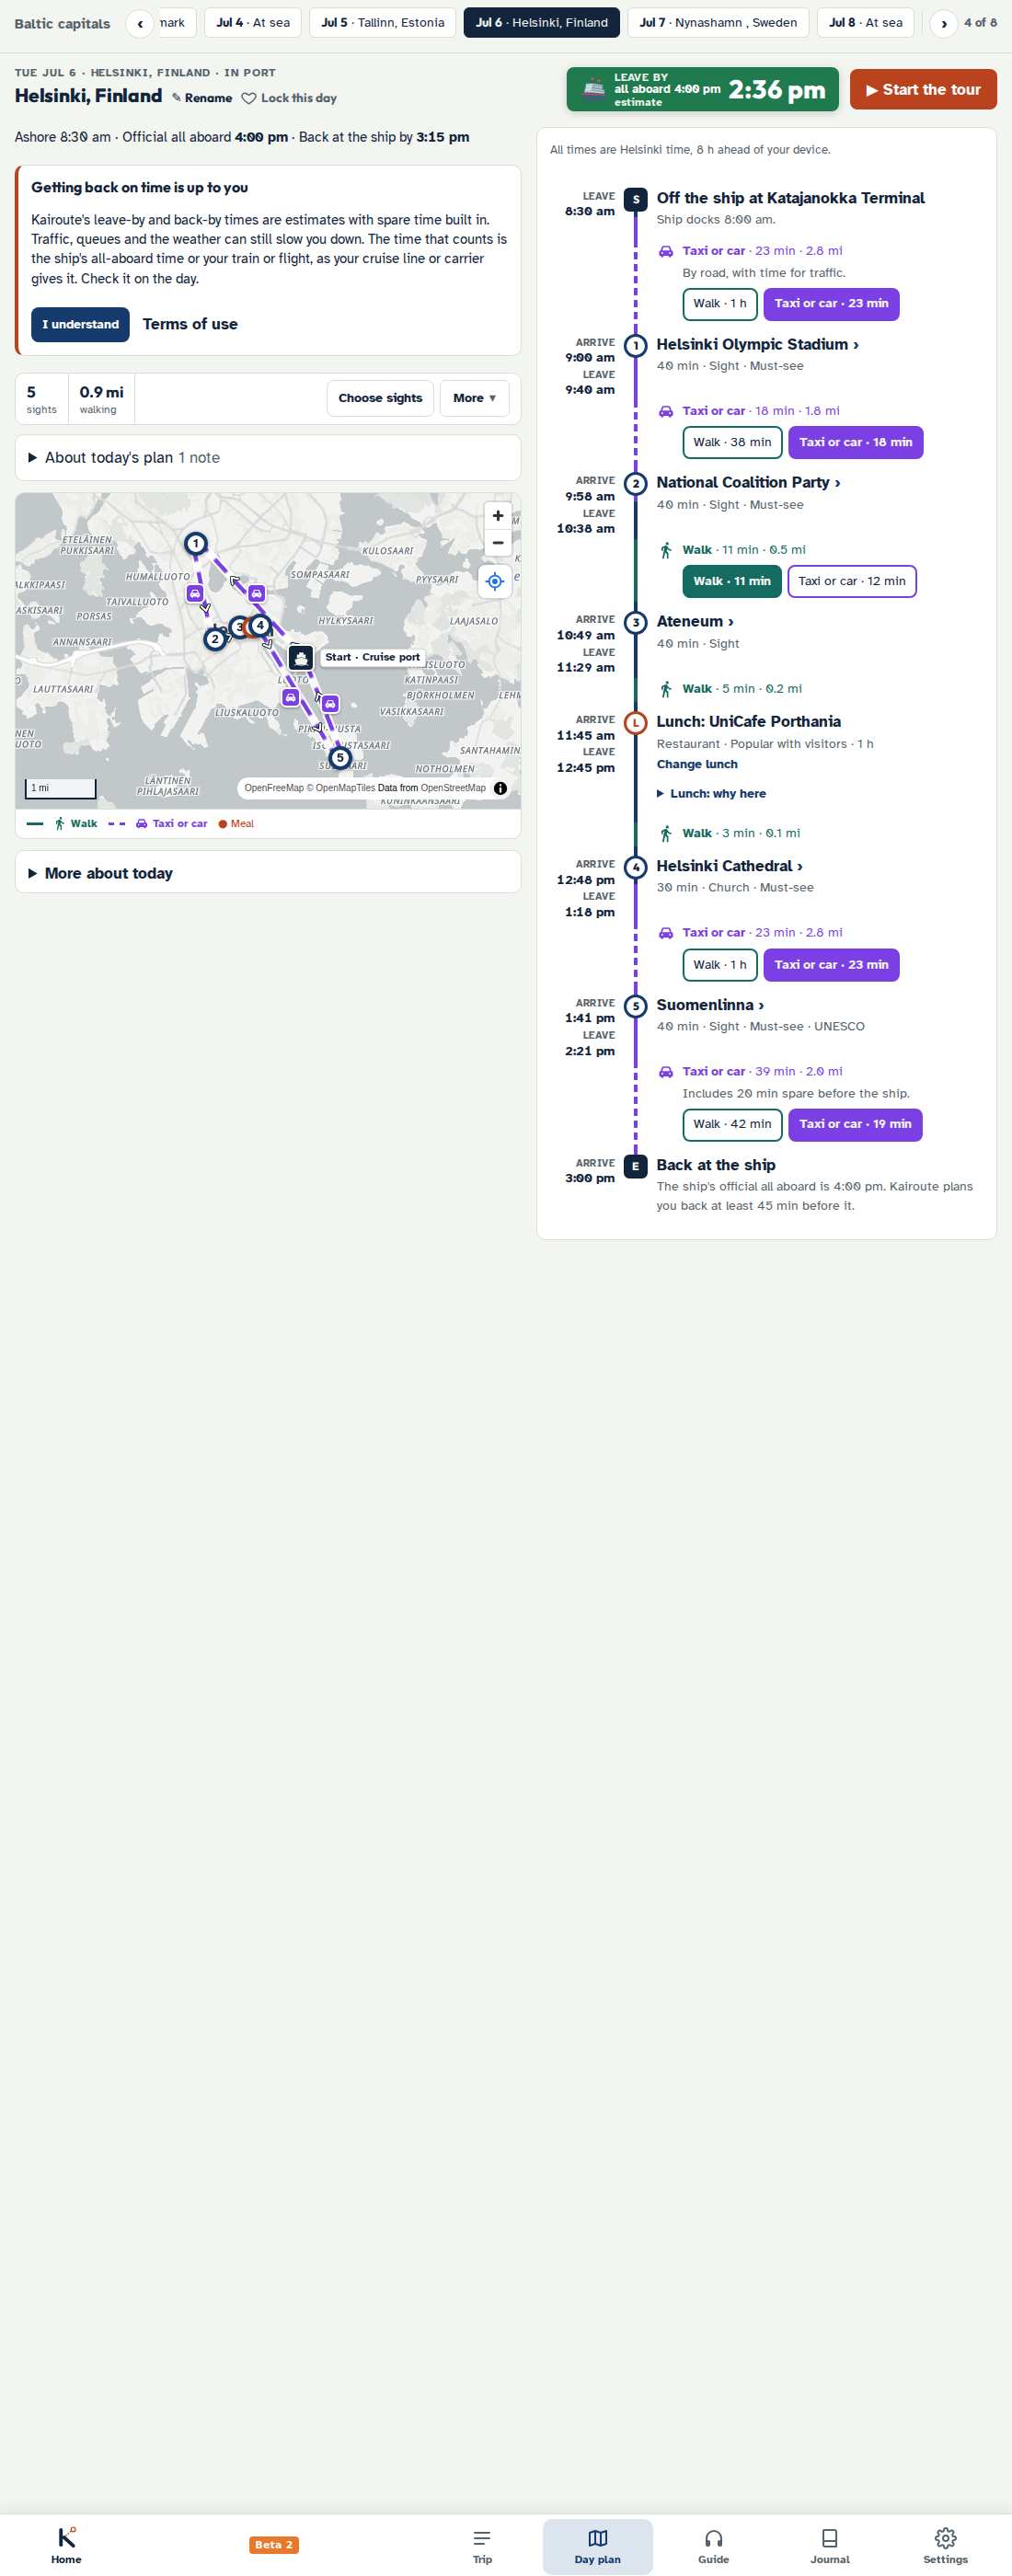 Baltic capitals
‹
mark
Jul 4 · At sea
Jul 5 · Tallinn, Estonia
Jul 6 · Helsinki, Finland
Jul 7 · Nynashamn , Sweden
Jul 8 · At sea
›
4 of 8
TUE JUL 6 · HELSINKI, FINLAND · IN PORT
Helsinki, Finland
✎ Rename
Lock this day
LEAVE BY
all aboard 4:00 pm
estimate
2:36 pm
▶ Start the tour
Ashore 8:30 am · Official all aboard 4:00 pm · Back at the ship by 3:15 pm
Getting back on time is up to you
Kairoute's leave-by and back-by times are estimates with spare time built in.
Traffic, queues and the weather can still slow you down. The time that counts is
the ship's all-aboard time or your train or flight, as your cruise line or carrier
gives it. Check it on the day.
I understand
Terms of use
5
sights
0.9 mi
walking
Choose sights
More ▾
▶ About today's plan 1 note
ETELÄINEN
PUKKISAARI
KULOSAARI
ALKKIPAASI
HUMALLUOTO
SOMPASAARI
PYYSAARI
TAIVALLUOTO
ASKISAARI
PORSAS
HYLKYSAARI
LAAJASALO
ANNANSAARI
1
2
3
4
Start · Cruise port
ISLUOTO
LAUTTASAARI
KATINPAASI
BJÖRKHOLMEN
LEHM
LIUSKALUOTO
VASIKKASAARI
SANTAHAMIN
5
NOTHOLMEN
LÄNTINEN
PIHLAJASAARI
KUNINKAANSAARI
1 mi
OpenFreeMap © OpenMapTiles Data from OpenStreetMap
+
−
Walk
Taxi or car
Meal
▶ More about today
All times are Helsinki time, 8 h ahead of your device.
LEAVE
8:30 am
S
Off the ship at Katajanokka Terminal
Ship docks 8:00 am.
Taxi or car · 23 min · 2.8 mi
By road, with time for traffic.
Walk · 1 h
Taxi or car · 23 min
ARRIVE
9:00 am
LEAVE
9:40 am
1
Helsinki Olympic Stadium ›
40 min · Sight · Must-see
Taxi or car · 18 min · 1.8 mi
Walk · 38 min
Taxi or car · 18 min
ARRIVE
9:58 am
LEAVE
10:38 am
2
National Coalition Party ›
40 min · Sight · Must-see
Walk · 11 min · 0.5 mi
Walk · 11 min
Taxi or car · 12 min
ARRIVE
10:49 am
LEAVE
11:29 am
3
Ateneum ›
40 min · Sight
Walk · 5 min · 0.2 mi
ARRIVE
11:45 am
LEAVE
12:45 pm
L
Lunch: UniCafe Porthania
Restaurant · Popular with visitors · 1 h
Change lunch
▶ Lunch: why here
Walk · 3 min · 0.1 mi
ARRIVE
12:48 pm
LEAVE
1:18 pm
4
Helsinki Cathedral ›
30 min · Church · Must-see
Taxi or car · 23 min · 2.8 mi
Walk · 1 h
Taxi or car · 23 min
ARRIVE
1:41 pm
LEAVE
2:21 pm
5
Suomenlinna ›
40 min · Sight · Must-see · UNESCO
Taxi or car · 39 min · 2.0 mi
Includes 20 min spare before the ship.
Walk · 42 min
Taxi or car · 19 min
ARRIVE
3:00 pm
E
Back at the ship
The ship's official all aboard is 4:00 pm. Kairoute plans
you back at least 45 min before it.
Home
Beta 2
Trip
Day plan
Guide
Journal
Settings